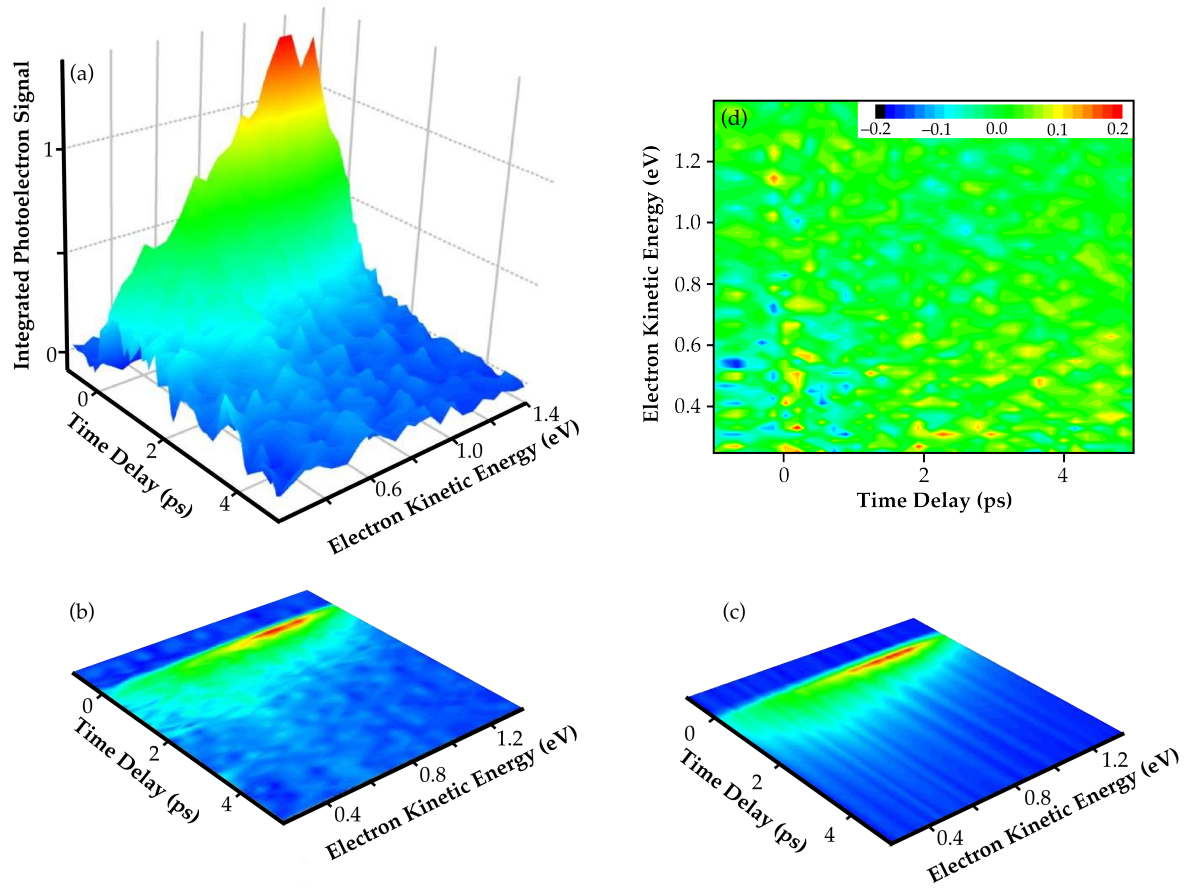 (a)
Integrated Photoelectron Signal
1
0
0
2
4
Time Delay (ps)
0.6
1.0
1.4
Electron Kinetic Energy (eV)
(d)
−0.2
−0.1
0.0
0.1
0.2
Electron Kinetic Energy (eV)
1.2
1.0
0.8
0.6
0.4
0
2
4
Time Delay (ps)
(b)
0
2
4
Time Delay (ps)
0.4
0.8
1.2
Electron Kinetic Energy (eV)
(c)
0
2
4
Time Delay (ps)
0.4
0.8
1.2
Electron Kinetic Energy (eV)